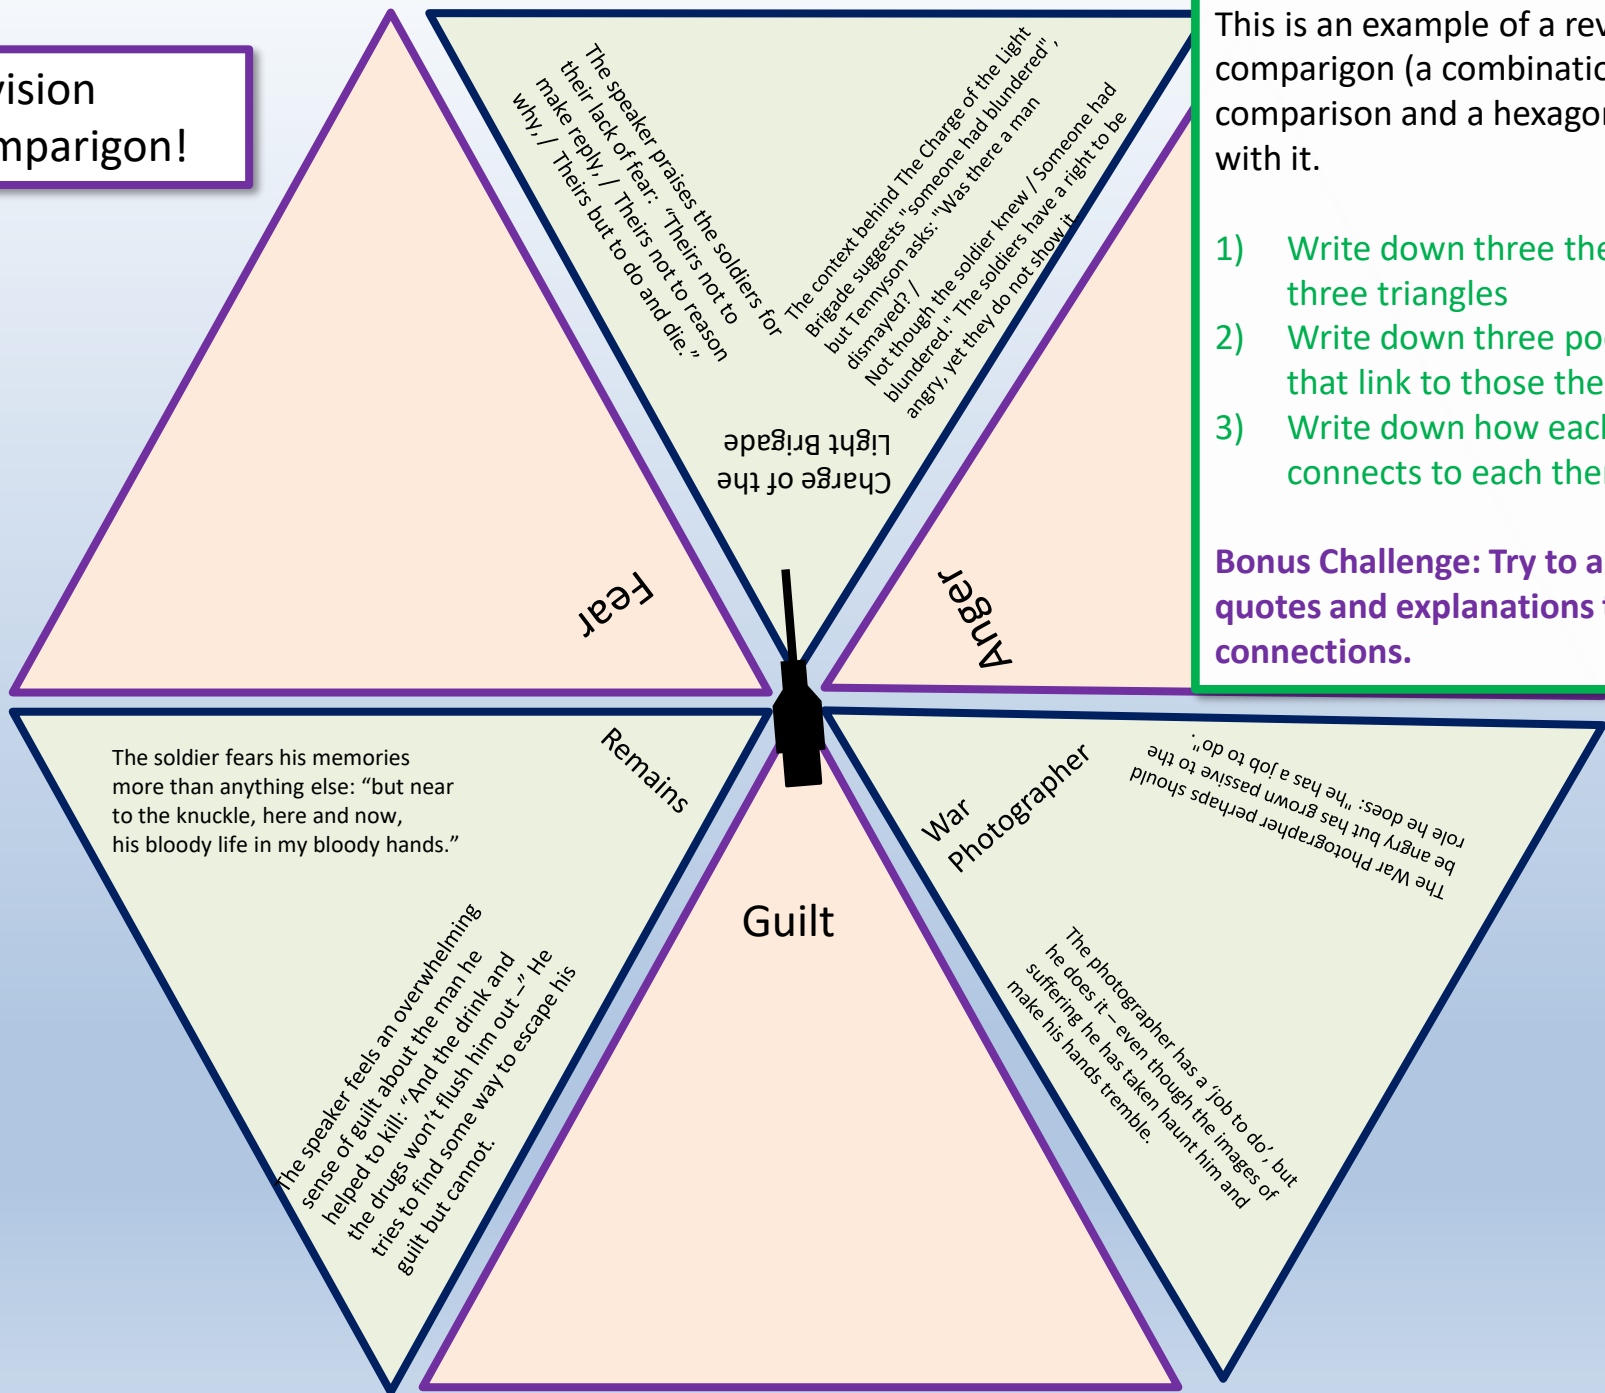 vision
mparigon!
The speaker praises the soldiers for
their lack of fear: “Theirs not to
make reply, / Theirs not to reason
why, / Theirs but to do and die.”
The context behind The Charge of the Light
Brigade suggests "someone had blundered",
but Tennyson asks: "Was there a man
dismayed? /
Not though the soldier knew / Someone had
blundered." The soldiers have a right to be
angry, yet they do not show it
Charge of the
Light Brigade
Fear
Anger
This is an example of a rev
comparigon (a combinatio
comparison and a hexagon
with it.
1) Write down three the
three triangles
2) Write down three poe
that link to those the
3) Write down how each
connects to each the
Bonus Challenge: Try to a
quotes and explanations
connections.
The soldier fears his memories
more than anything else: “but near
to the knuckle, here and now,
his bloody life in my bloody hands.”
Remains
The speaker feels an overwhelming
sense of guilt about the man he
helped to kill: “And the drink and
the drugs won’t flush him out –” He
tries to find some way to escape his
guilt but cannot.
Guilt
War
Photographer
The War Photographer perhaps should
be angry but has grown passive to the
role he does: "he has a job to do".
The photographer has a ‘job to do’, but
he does it – even though the images of
suffering he has taken haunt him and
make his hands tremble.